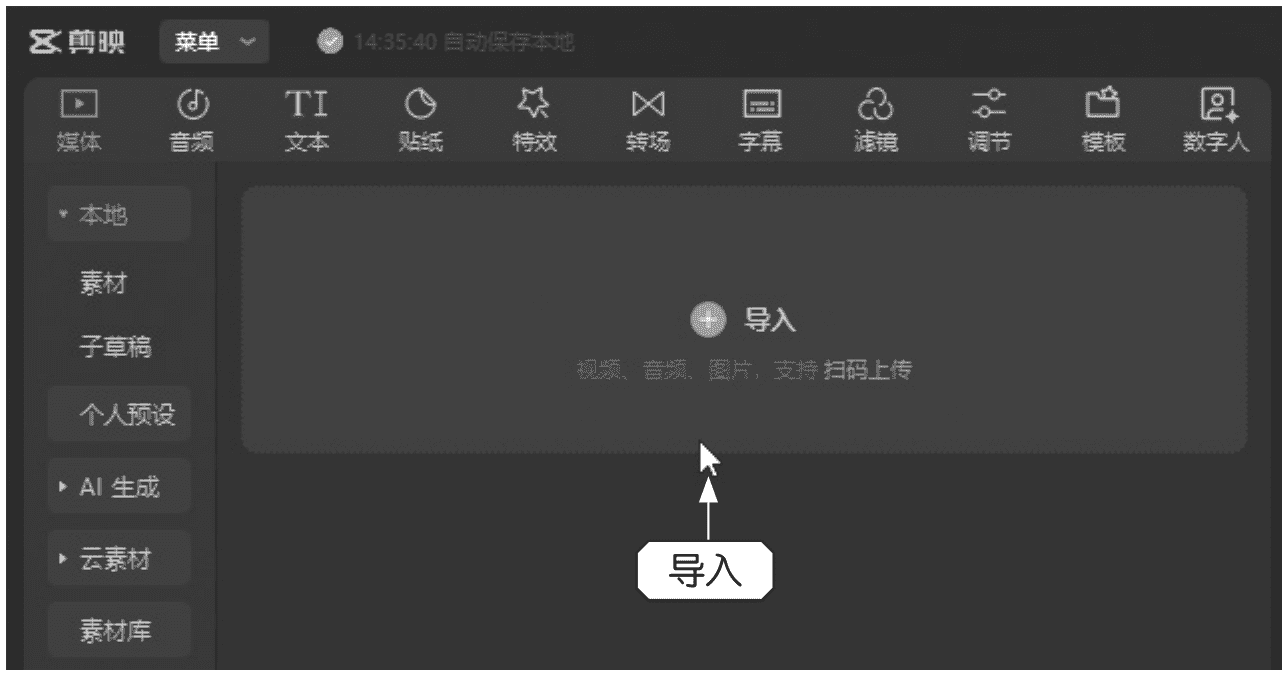 剪映 菜单 14:35:40 自动保存本地
媒体 音频 TI文本 贴纸 特效 转场 字幕 滤镜 调节 模板 数字人
本地
素材
子草稿
个人预设
AI 生成
云素材
素材库
导入
视频、音频、图片，支持 扫码上传
导入